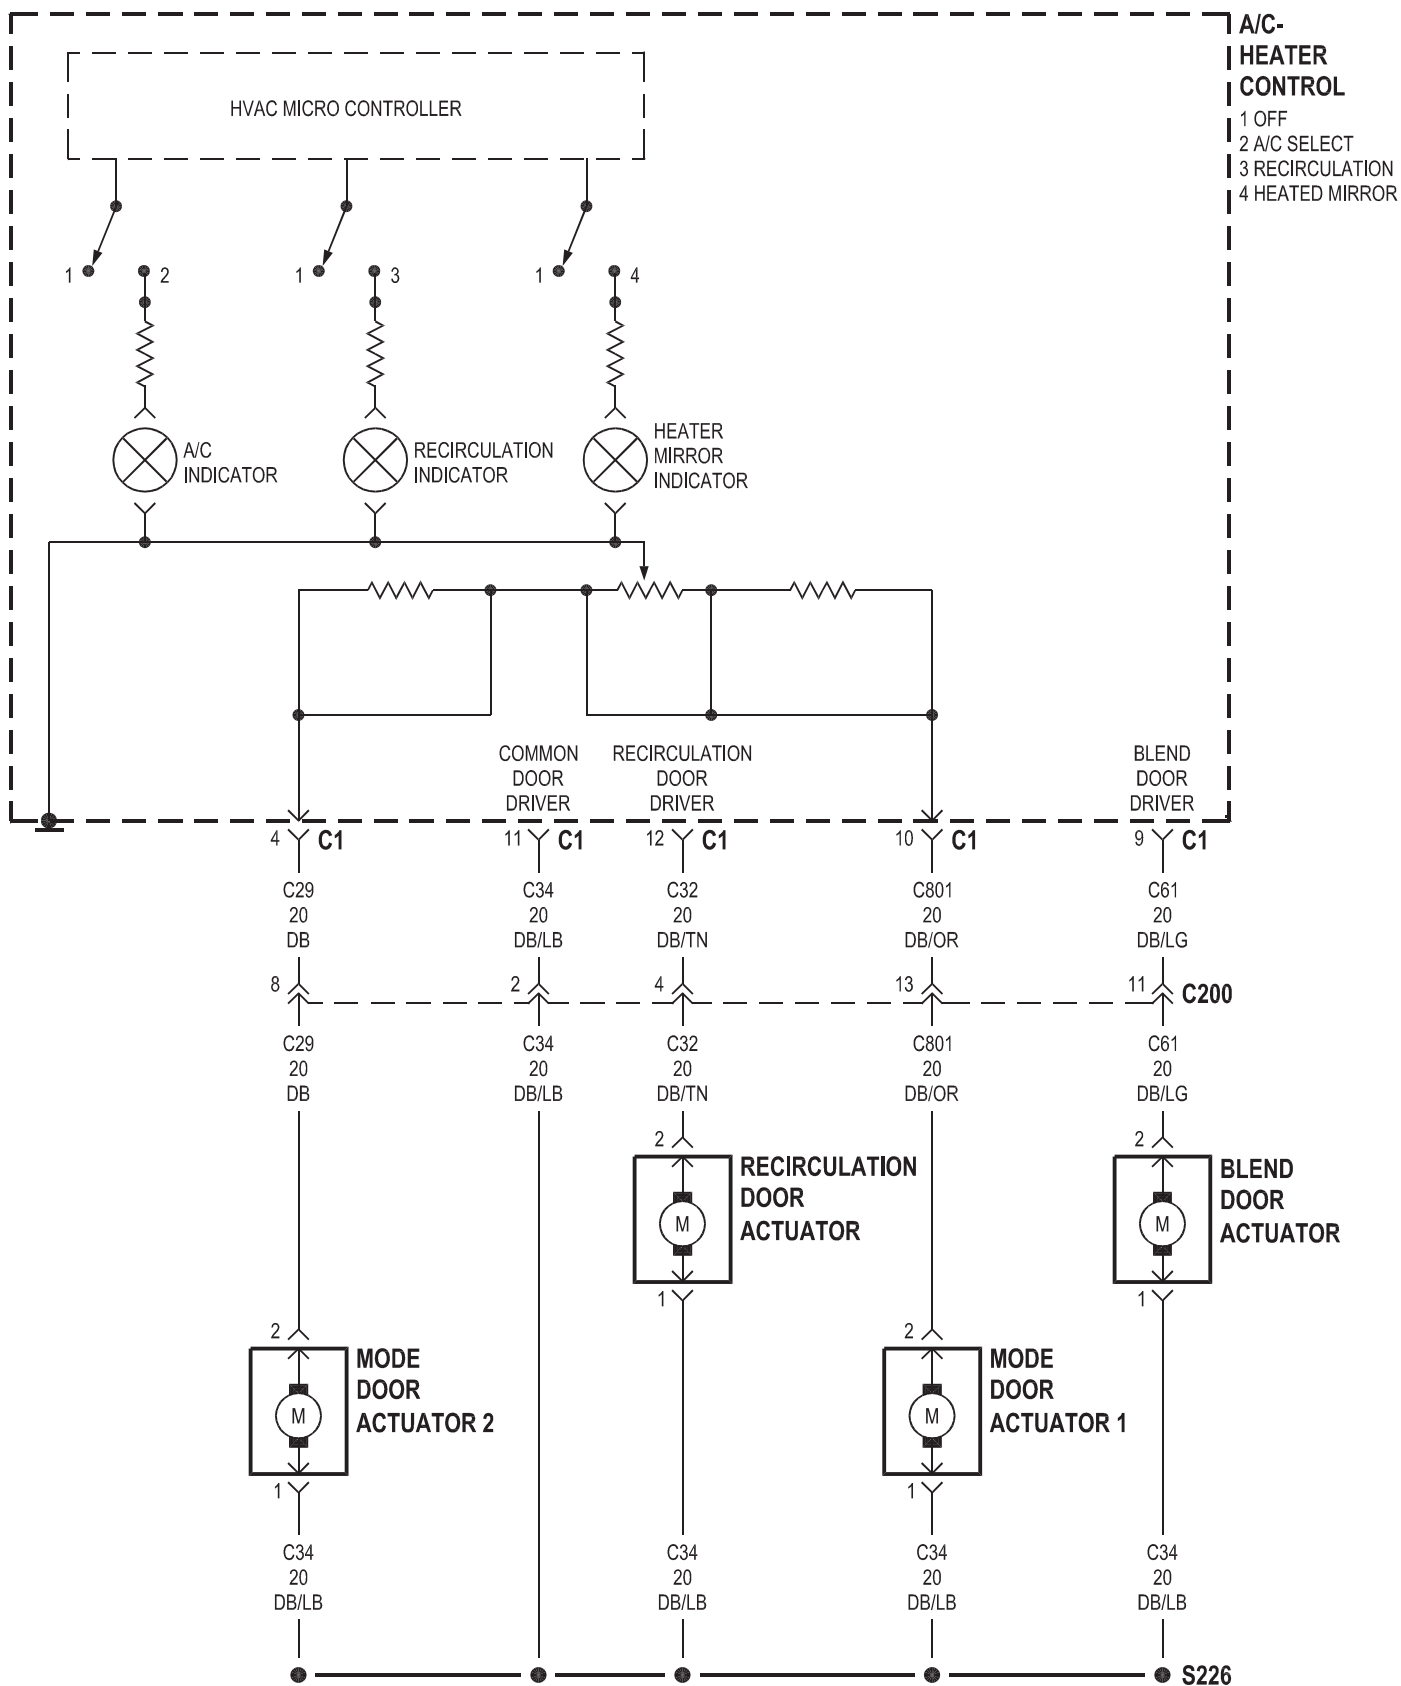 A/C-
HEATER
CONTROL
1 OFF
2 A/C SELECT
3 RECIRCULATION
4 HEATED MIRROR
HVAC MICRO CONTROLLER
1 2 1 3 1 4
A/C
INDICATOR
RECIRCULATION
INDICATOR
HEATER
MIRROR
INDICATOR
COMMON
DOOR
DRIVER
RECIRCULATION
DOOR
DRIVER
BLEND
DOOR
DRIVER
4 C1 11 C1 12 C1 10 C1 9 C1
C29 C34 C32 C801 C61
20 20 20 20 20
DB DB/LB DB/TN DB/OR DB/LG
8 2 4 13 11 C200
C29 C34 C32 C801 C61
20 20 20 20 20
DB DB/LB DB/TN DB/OR DB/LG
2 2
M
RECIRCULATION
DOOR
ACTUATOR
M
BLEND
DOOR
ACTUATOR
1 1
2 2
M
MODE
DOOR
ACTUATOR 2
M
MODE
DOOR
ACTUATOR 1
1 1
C34 C34 C34 C34
20 20 20 20
DB/LB DB/LB DB/LB DB/LB
S226